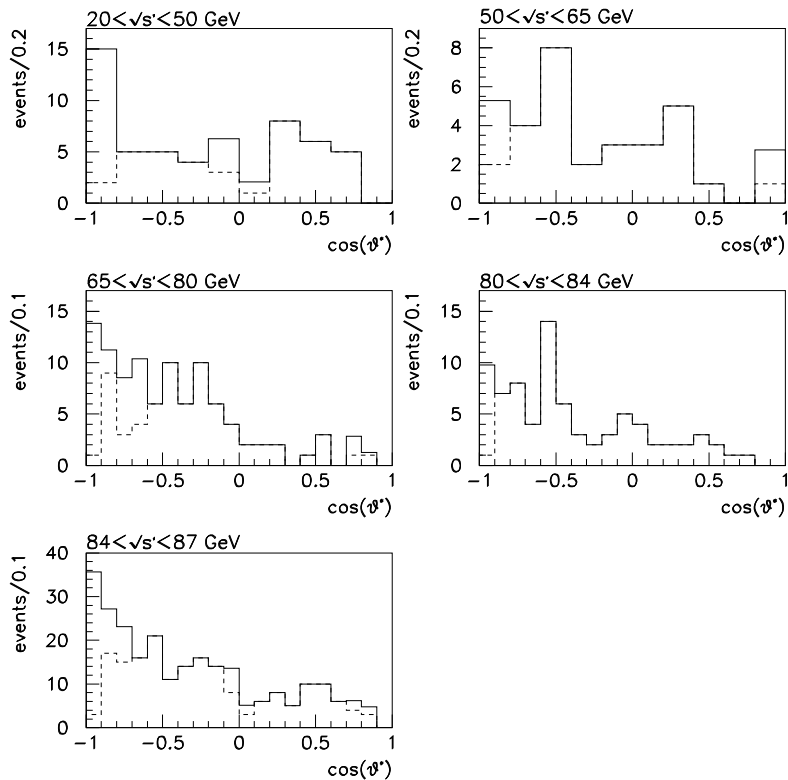 20<√s'<50 GeV
events/0.2
15
10
5
0
-1 -0.5 0 0.5 1
cos(ϑ*)
50<√s'<65 GeV
events/0.2
8
6
4
2
0
-1 -0.5 0 0.5 1
cos(ϑ*)
65<√s'<80 GeV
events/0.1
15
10
5
0
-1 -0.5 0 0.5 1
cos(ϑ*)
80<√s'<84 GeV
events/0.1
15
10
5
0
-1 -0.5 0 0.5 1
cos(ϑ*)
84<√s'<87 GeV
events/0.1
40
30
20
10
0
-1 -0.5 0 0.5 1
cos(ϑ*)